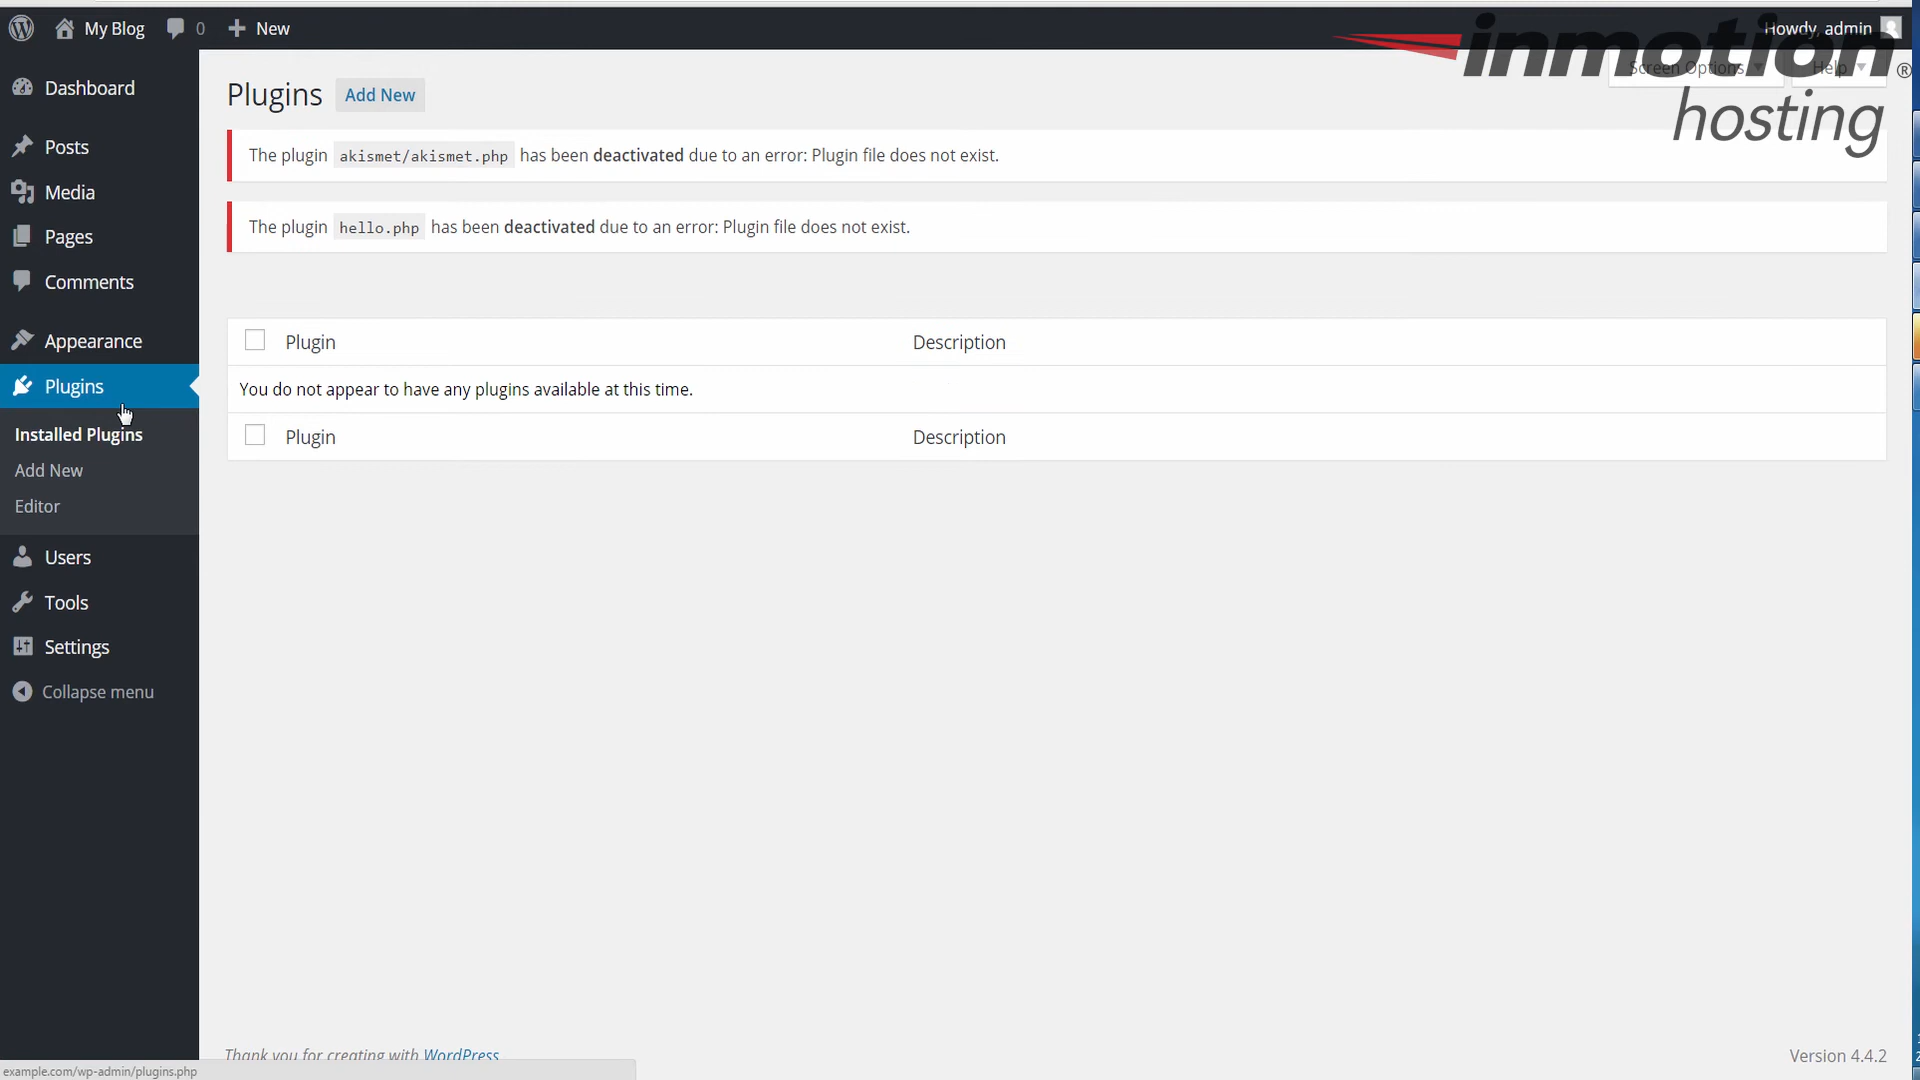 My Blog 0 New Howdy, admin
inmotion®
hosting
Screen Options Help
Dashboard
Posts
Media
Pages
Comments
Appearance
Plugins
Installed Plugins
Add New
Editor
Users
Tools
Settings
Collapse menu
Plugins Add New
The plugin akismet/akismet.php has been deactivated due to an error: Plugin file does not exist.
The plugin hello.php has been deactivated due to an error: Plugin file does not exist.
Plugin Description
You do not appear to have any plugins available at this time.
Plugin Description
Thank you for creating with WordPress Version 4.4.2
example.com/wp-admin/plugins.php